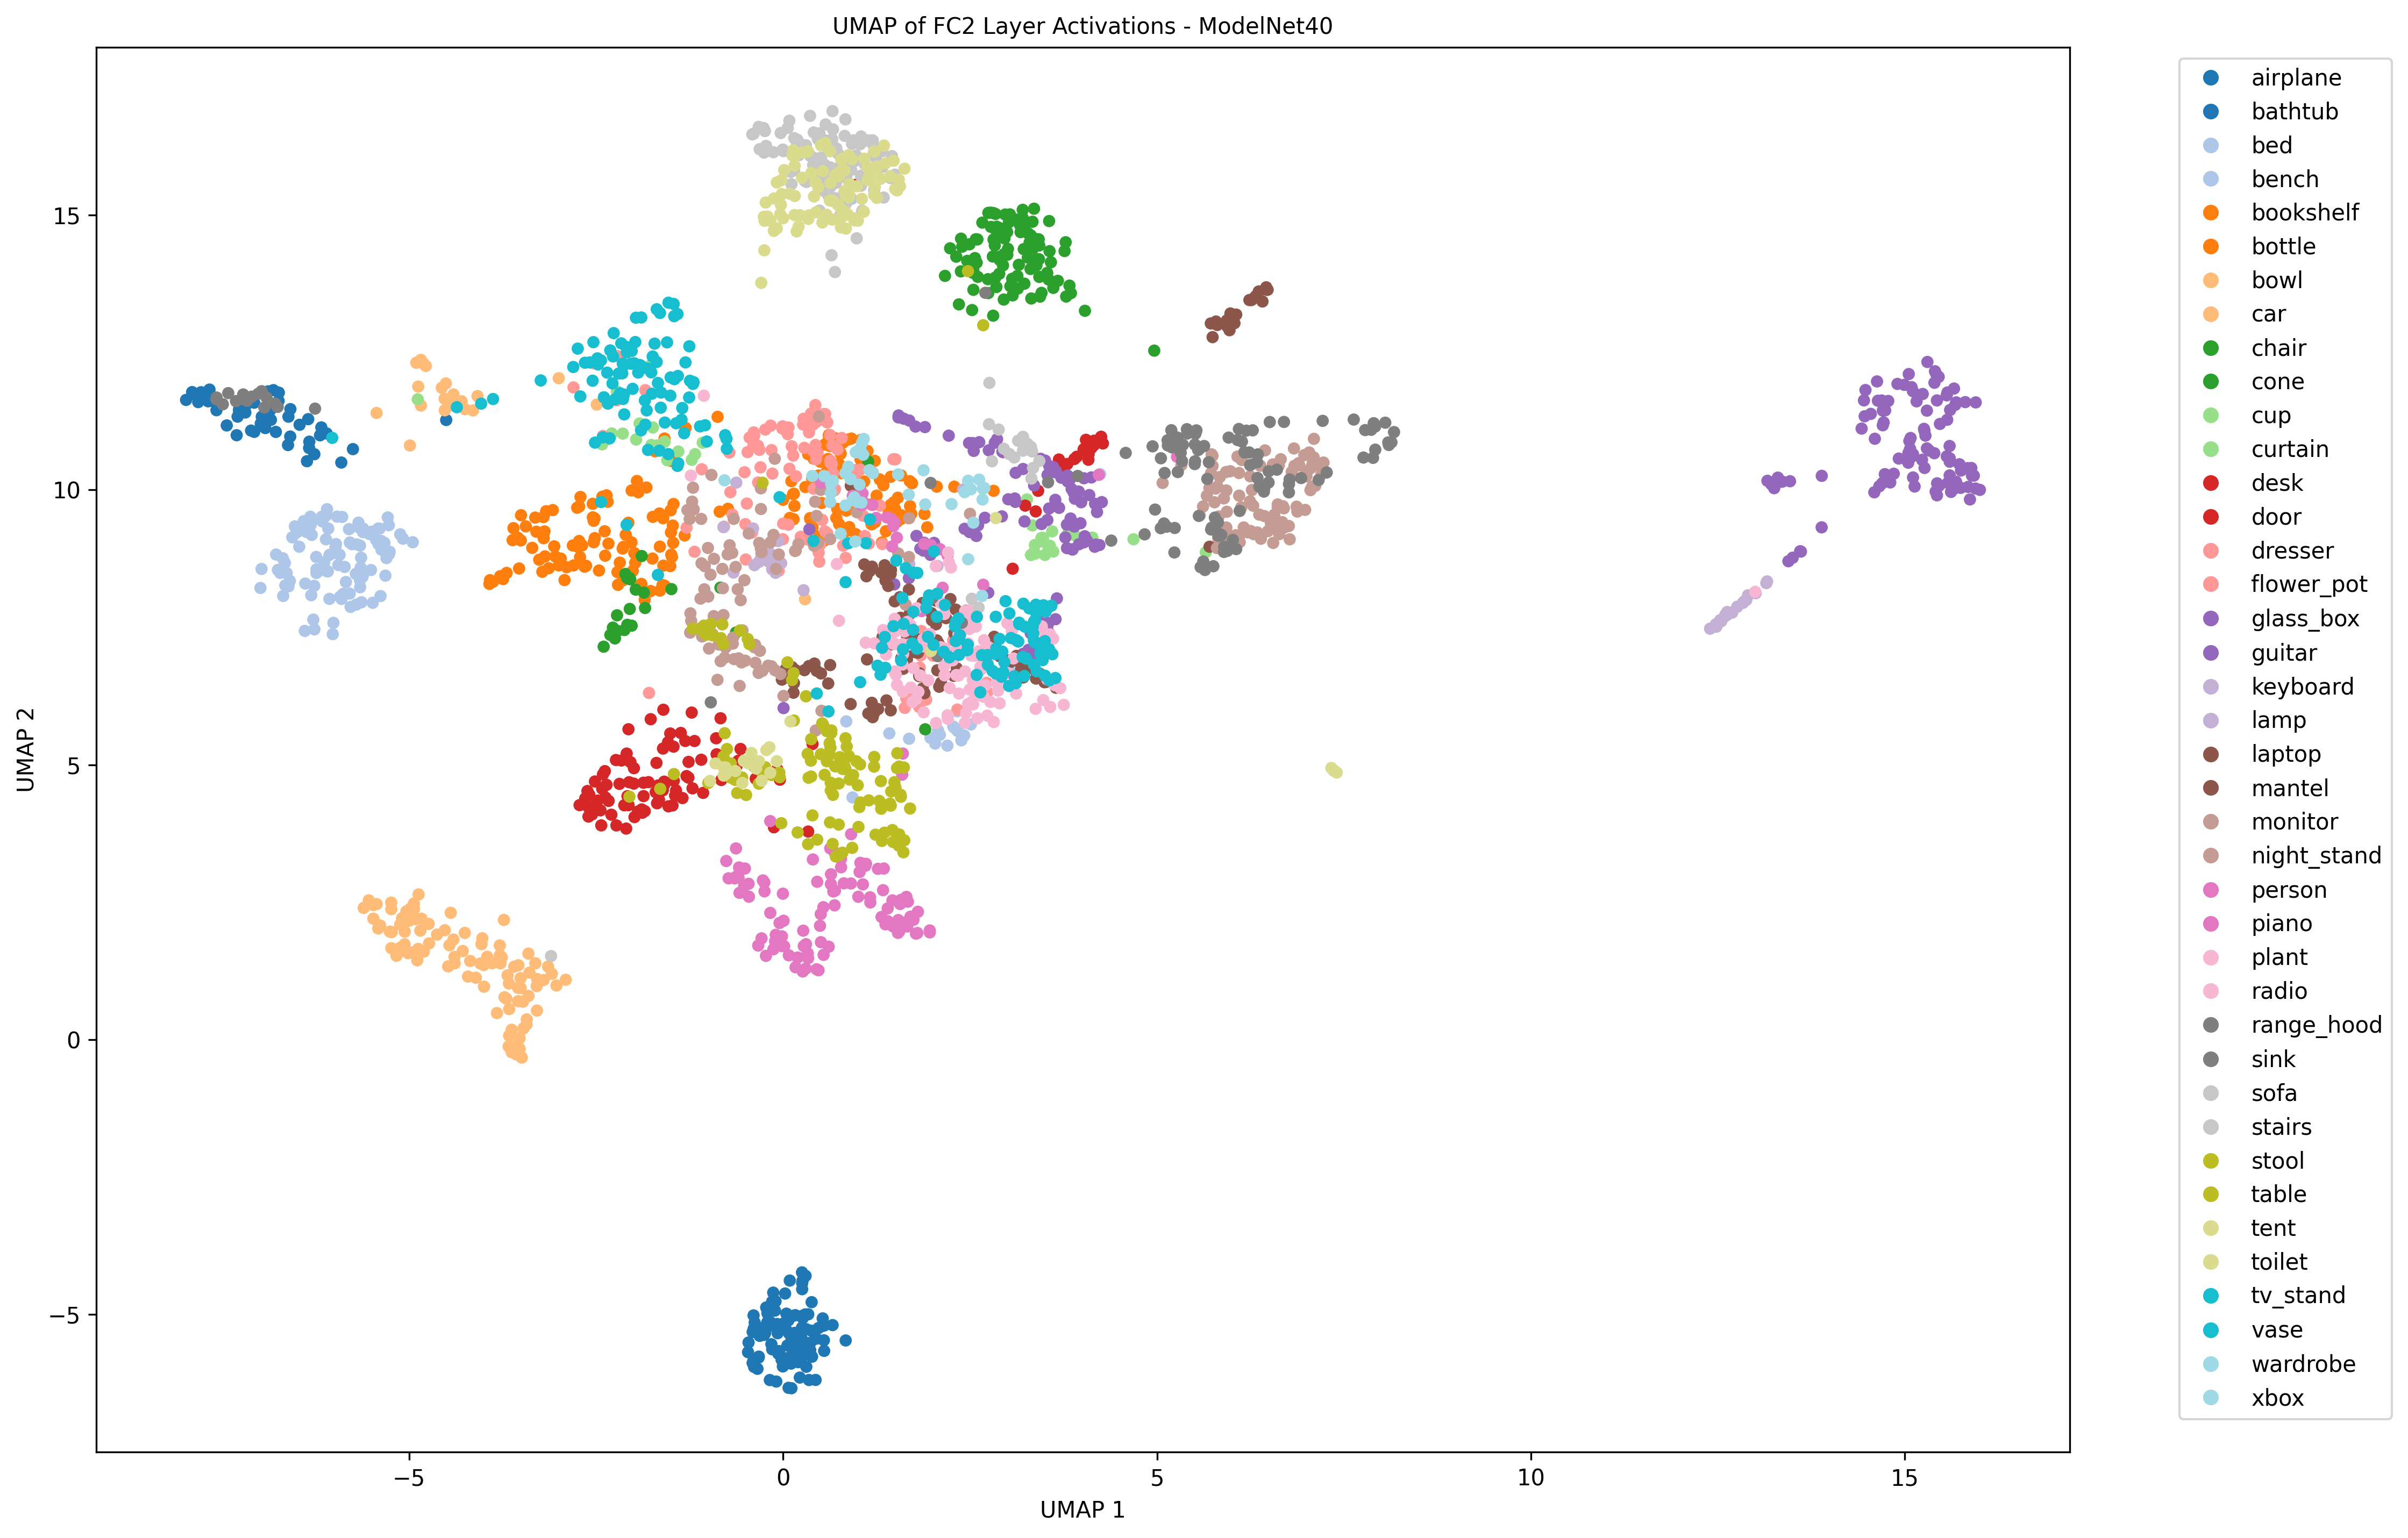 UMAP of FC2 Layer Activations - ModelNet40
UMAP 2
15
10
5
0
−5
−5
0
5
10
15
UMAP 1
airplane
bathtub
bed
bench
bookshelf
bottle
bowl
car
chair
cone
cup
curtain
desk
door
dresser
flower_pot
glass_box
guitar
keyboard
lamp
laptop
mantel
monitor
night_stand
person
piano
plant
radio
range_hood
sink
sofa
stairs
stool
table
tent
toilet
tv_stand
vase
wardrobe
xbox